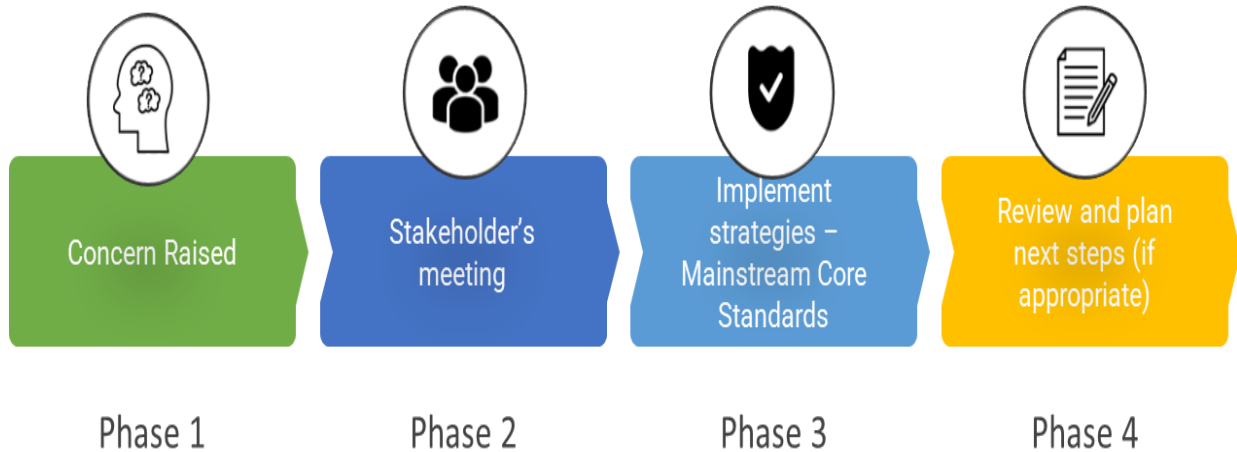 Concern Raised
Stakeholder’s
meeting
Implement
strategies –
Mainstream Core
Standards
Review and plan
next steps (if
appropriate)
Phase 1
Phase 2
Phase 3
Phase 4